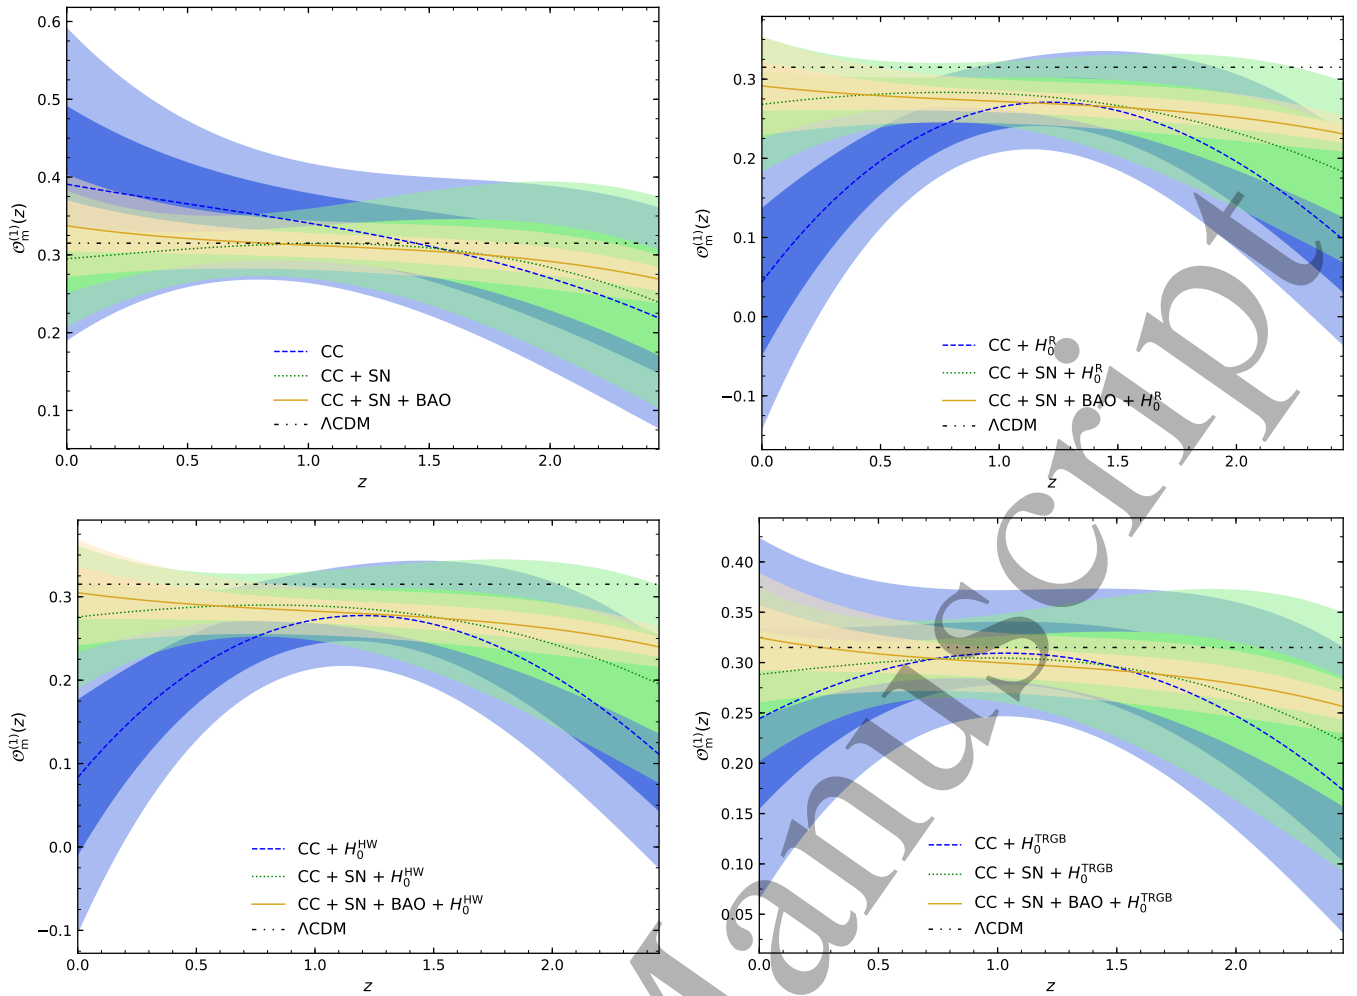 0.6
0.5
0.4
0.3
0.2
0.1
𝒪m(1)(z)
CC
CC + SN
CC + SN + BAO
ΛCDM
0.0 0.5 1.0 1.5 2.0
z
0.3
0.2
0.1
0.0
−0.1
𝒪m(1)(z)
CC + H0R
CC + SN + H0R
CC + SN + BAO + H0R
ΛCDM
0.0 0.5 1.0 1.5 2.0
z
0.3
0.2
0.1
0.0
−0.1
𝒪m(1)(z)
CC + H0HW
CC + SN + H0HW
CC + SN + BAO + H0HW
ΛCDM
0.0 0.5 1.0 1.5 2.0
z
0.40
0.35
0.30
0.25
0.20
0.15
0.10
0.05
𝒪m(1)(z)
CC + H0TRGB
CC + SN + H0TRGB
CC + SN + BAO + H0TRGB
ΛCDM
0.0 0.5 1.0 1.5 2.0
z
Manuscript